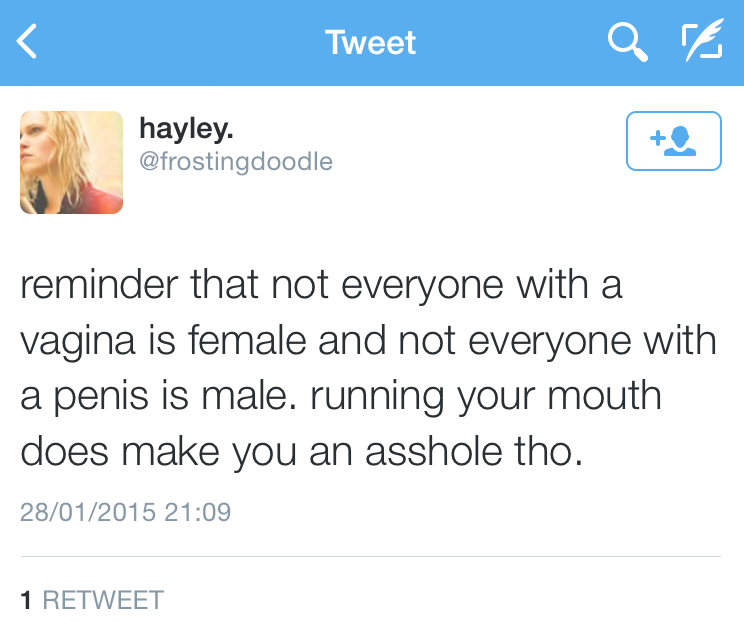 Tweet
hayley.
@frostingdoodle
reminder that not everyone with a
vagina is female and not everyone with
a penis is male. running your mouth
does make you an asshole tho.
28/01/2015 21:09
1 RETWEET